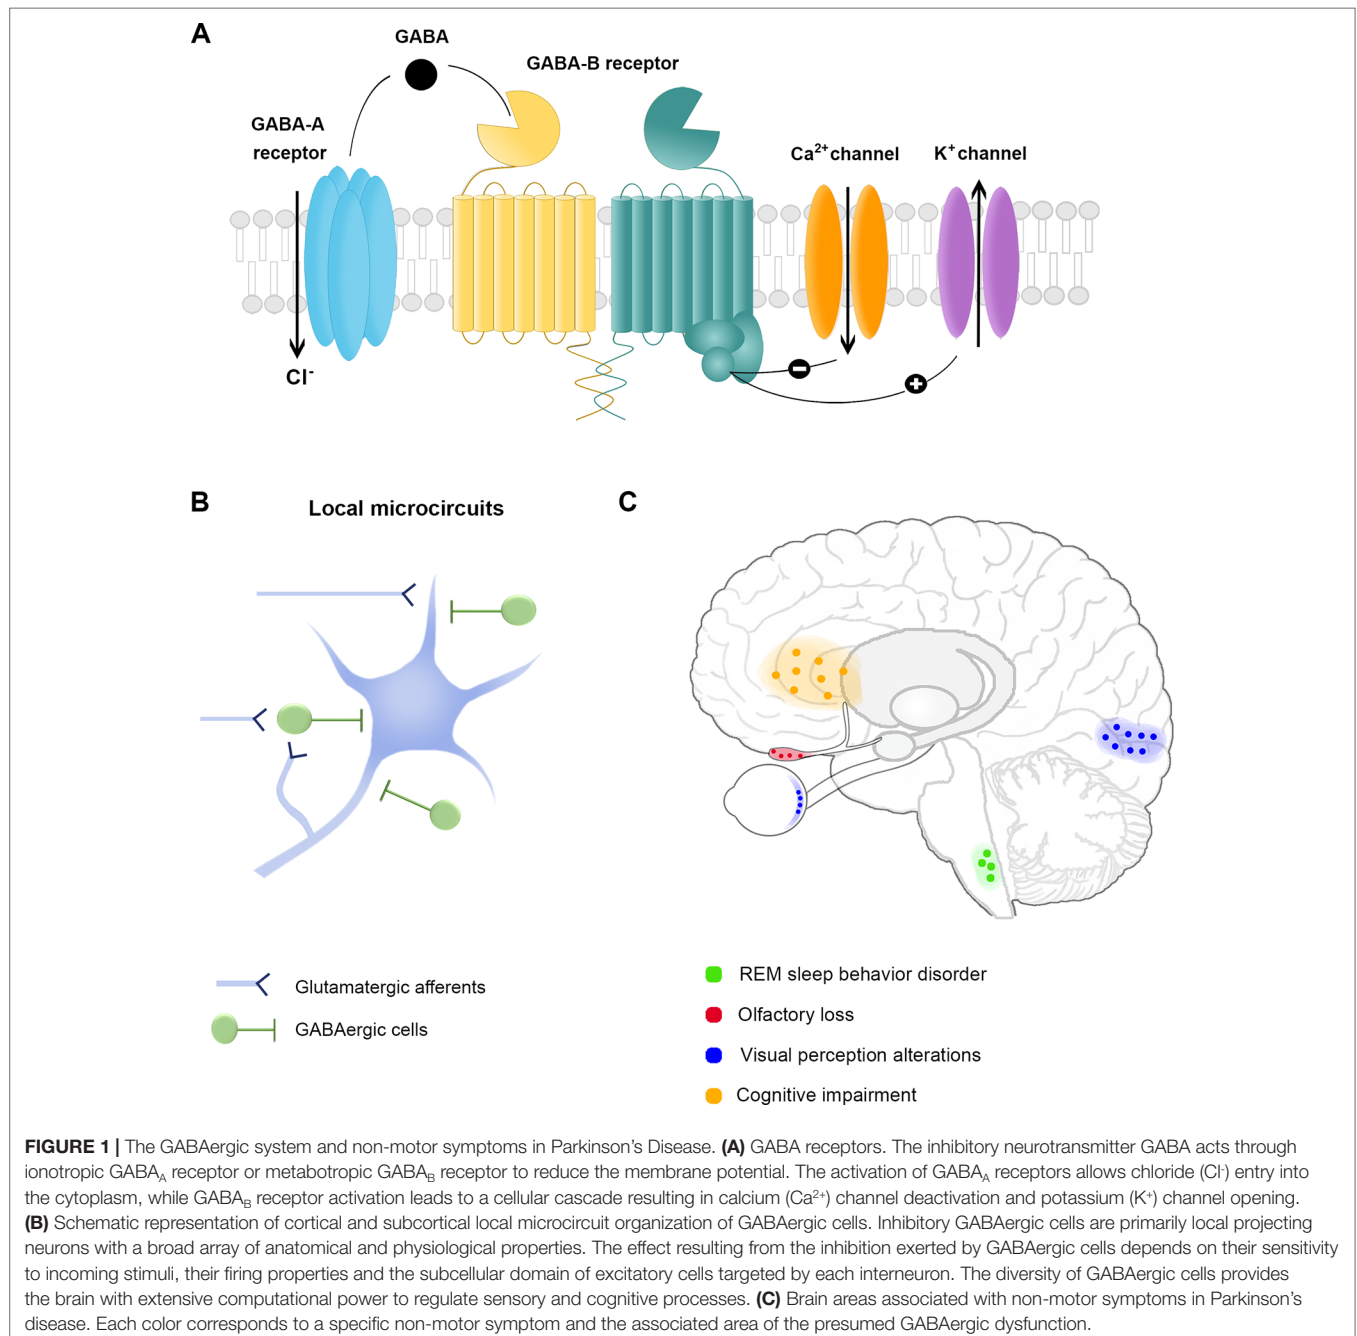 A
GABA
GABA-B receptor
GABA-A
receptor
Ca²⁺channel
K⁺channel
Cl⁻
B
Local microcircuits
C
Glutamatergic afferents
GABAergic cells
REM sleep behavior disorder
Olfactory loss
Visual perception alterations
Cognitive impairment
FIGURE 1 | The GABAergic system and non-motor symptoms in Parkinson's Disease. (A) GABA receptors. The inhibitory neurotransmitter GABA acts through
ionotropic GABA_A receptor or metabotropic GABA_B receptor to reduce the membrane potential. The activation of GABA_A receptors allows chloride (Cl⁻) entry into
the cytoplasm, while GABA_B receptor activation leads to a cellular cascade resulting in calcium (Ca²⁺) channel deactivation and potassium (K⁺) channel opening.
(B) Schematic representation of cortical and subcortical local microcircuit organization of GABAergic cells. Inhibitory GABAergic cells are primarily local projecting
neurons with a broad array of anatomical and physiological properties. The effect resulting from the inhibition exerted by GABAergic cells depends on their sensitivity
to incoming stimuli, their firing properties and the subcellular domain of excitatory cells targeted by each interneuron. The diversity of GABAergic cells provides
the brain with extensive computational power to regulate sensory and cognitive processes. (C) Brain areas associated with non-motor symptoms in Parkinson's
disease. Each color corresponds to a specific non-motor symptom and the associated area of the presumed GABAergic dysfunction.